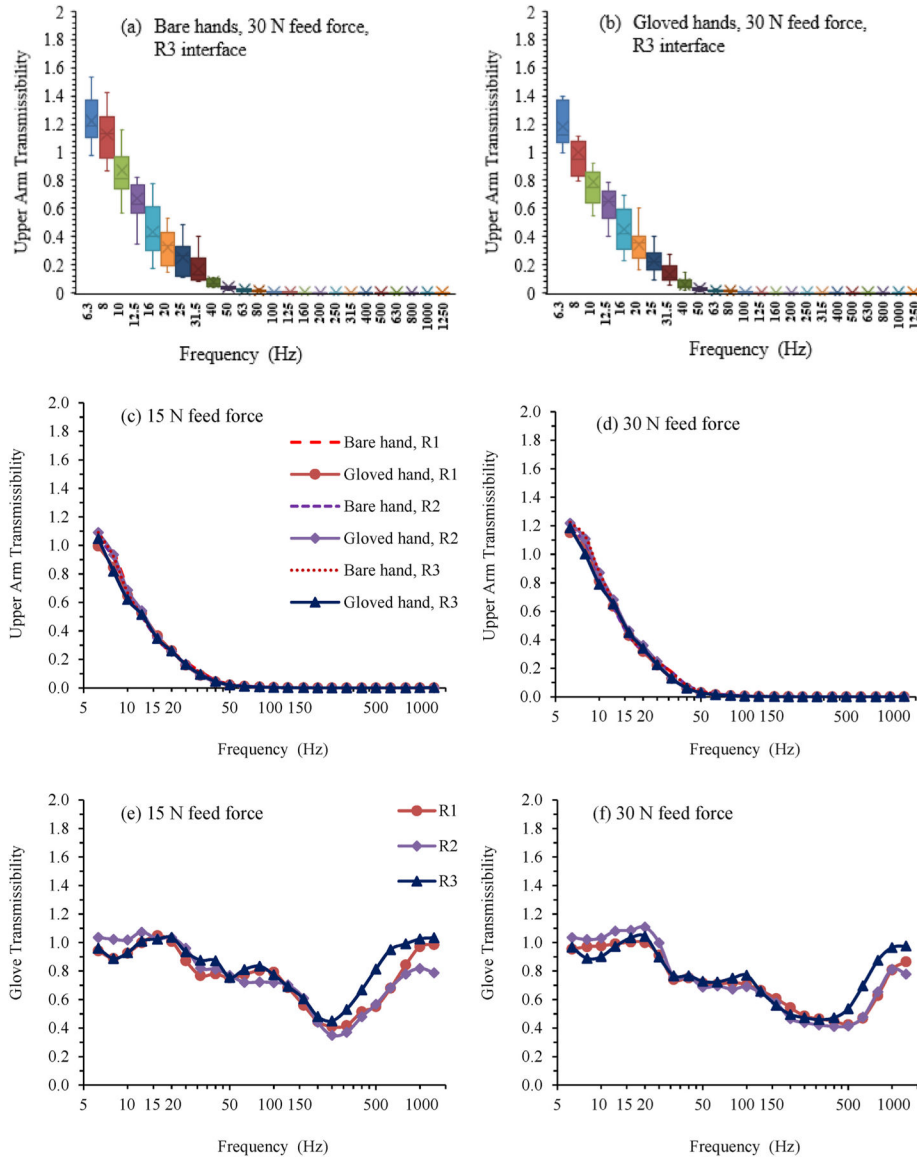 (a) Bare hands, 30 N feed force,
R3 interface
Upper Arm Transmissibility
2
1.8
1.6
1.4
1.2
1
0.8
0.6
0.4
0.2
0
6.3 8 10 12.5 16 20 25 31.5 40 50 63 80 100 125 160 200 250 315 400 500 630 800 1000 1250
Frequency (Hz)
(b) Gloved hands, 30 N feed force,
R3 interface
Upper Arm Transmissibility
2
1.8
1.6
1.4
1.2
1
0.8
0.6
0.4
0.2
0
6.3 8 10 12.5 16 20 25 31.5 40 50 63 80 100 125 160 200 250 315 400 500 630 800 1000 1250
Frequency (Hz)
(c) 15 N feed force
Bare hand, R1
Gloved hand, R1
Bare hand, R2
Gloved hand, R2
Bare hand, R3
Gloved hand, R3
Upper Arm Transmissibility
2.0
1.8
1.6
1.4
1.2
1.0
0.8
0.6
0.4
0.2
0.0
5 10 15 20 50 100 150 500 1000
Frequency (Hz)
(d) 30 N feed force
Upper Arm Transmissibility
2.0
1.8
1.6
1.4
1.2
1.0
0.8
0.6
0.4
0.2
0.0
5 10 15 20 50 100 150 500 1000
Frequency (Hz)
(e) 15 N feed force
R1
R2
R3
Glove Transmissibility
2.0
1.8
1.6
1.4
1.2
1.0
0.8
0.6
0.4
0.2
0.0
5 10 15 20 50 100 150 500 1000
Frequency (Hz)
(f) 30 N feed force
Glove Transmissibility
2.0
1.8
1.6
1.4
1.2
1.0
0.8
0.6
0.4
0.2
0.0
5 10 15 20 50 100 150 500 1000
Frequency (Hz)